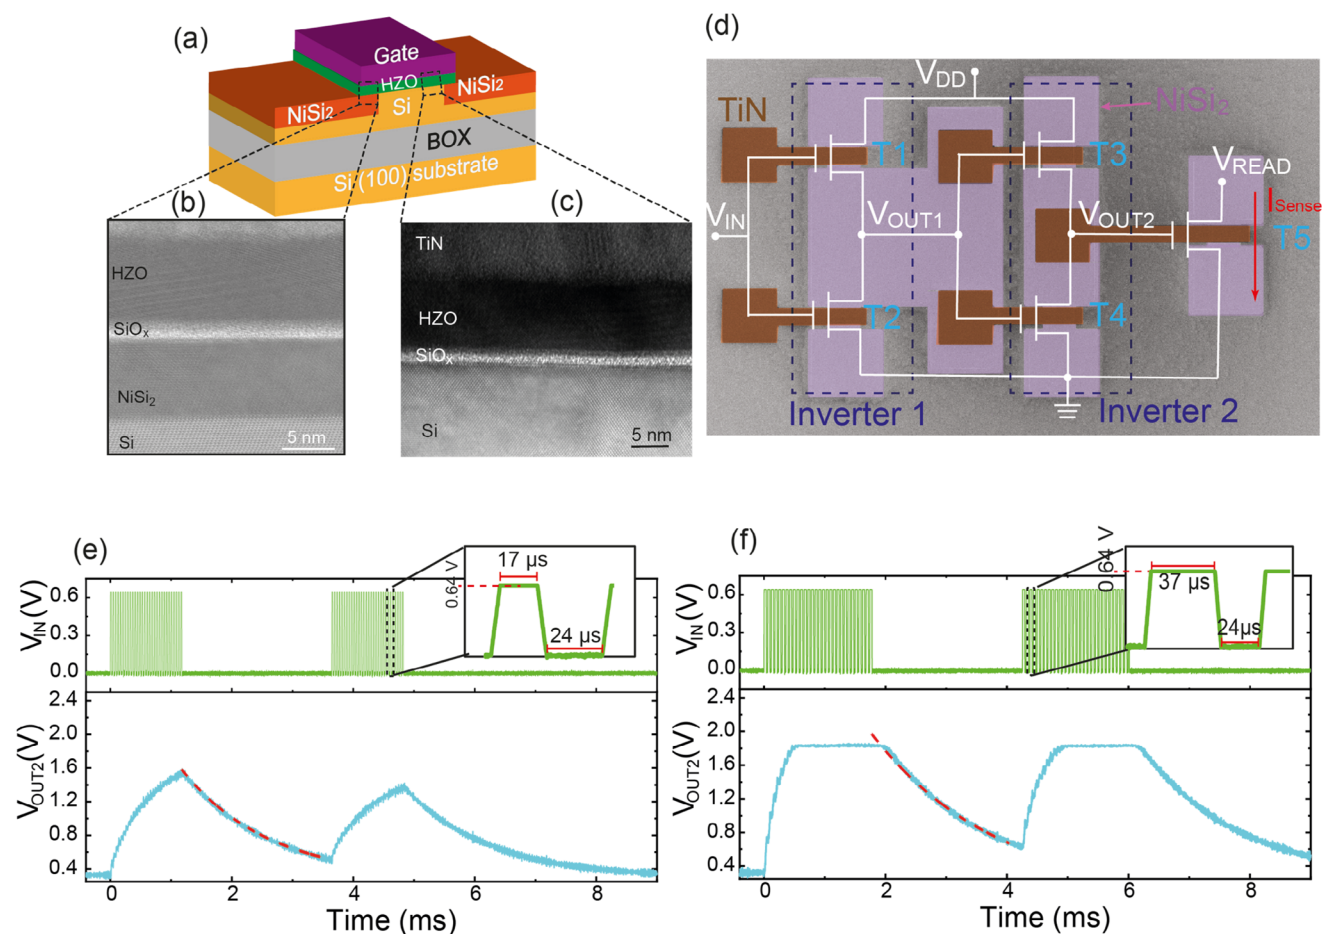 (a)
Gate
HZO
NiSi2
Si
NiSi2
BOX
Si (100) substrate
(b)
HZO
SiOx
NiSi2
Si
5 nm
(c)
TiN
HZO
SiOx
Si
5 nm
(d)
VDD
TiN
NiSi2
T1
T3
VREAD
VIN
VOUT1
VOUT2
ISense
T5
T2
T4
Inverter 1
Inverter 2
(e)
17 µs
0.64 V
24 µs
VIN(V)
0.6
0.3
0.0
VOUT2(V)
2.4
2.0
1.6
1.2
0.8
0.4
0 2 4 6 8
Time (ms)
(f)
0.64 V
37 µs
24µs
VIN(V)
0.6
0.3
0.0
VOUT2(V)
2.4
2.0
1.6
1.2
0.8
0.4
0 2 4 6 8
Time (ms)